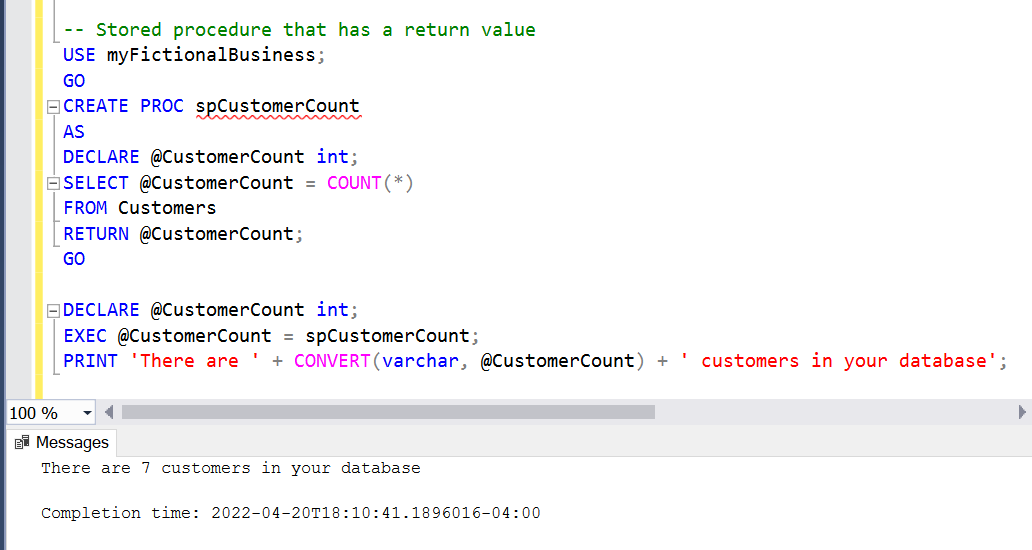 -- Stored procedure that has a return value
USE myFictionalBusiness;
GO
CREATE PROC spCustomerCount
AS
DECLARE @CustomerCount int;
SELECT @CustomerCount = COUNT(*)
FROM Customers
RETURN @CustomerCount;
GO
DECLARE @CustomerCount int;
EXEC @CustomerCount = spCustomerCount;
PRINT 'There are ' + CONVERT(varchar, @CustomerCount) + ' customers in your database';
100 %
Messages
There are 7 customers in your database
Completion time: 2022-04-20T18:10:41.1896016-04:00